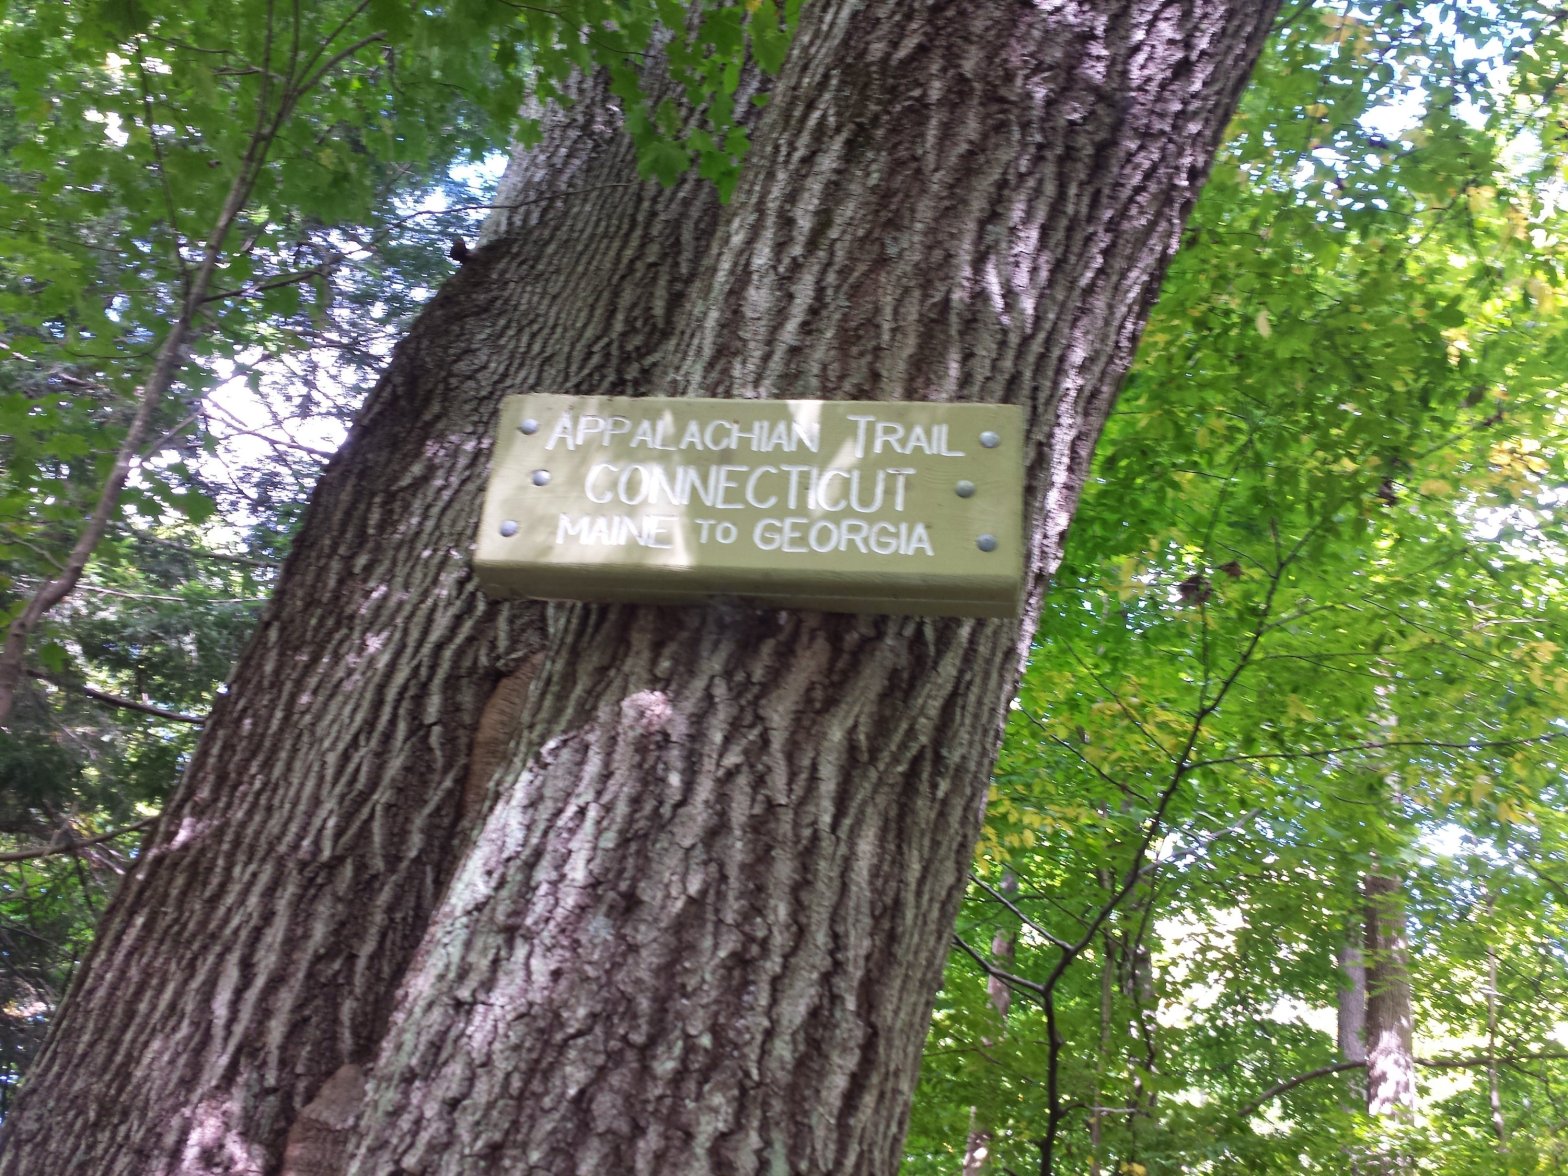 APPALACHIAN TRAIL
CONNECTICUT
MAINE TO GEORGIA